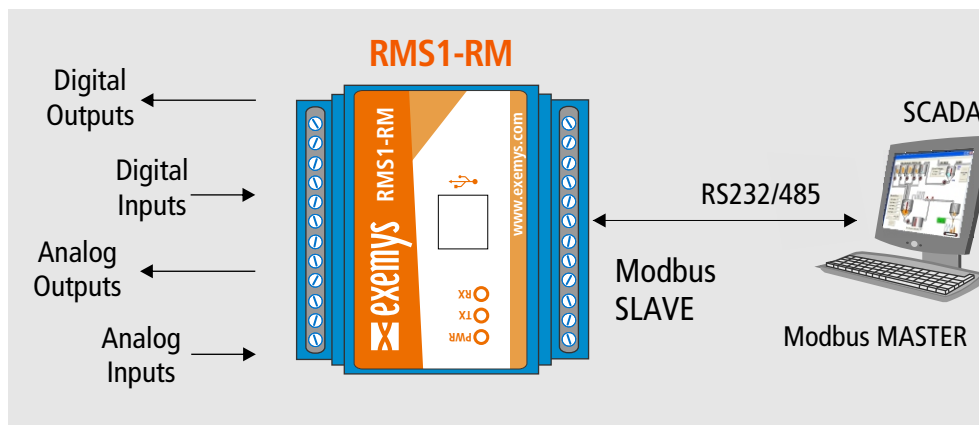 RMS1-RM
Digital
Outputs
Digital
Inputs
Analog
Outputs
Analog
Inputs
exemys
RMS1-RM
www.exemys.com
RX
TX
PWR
RS232/485
Modbus
SLAVE
SCADA
Modbus MASTER